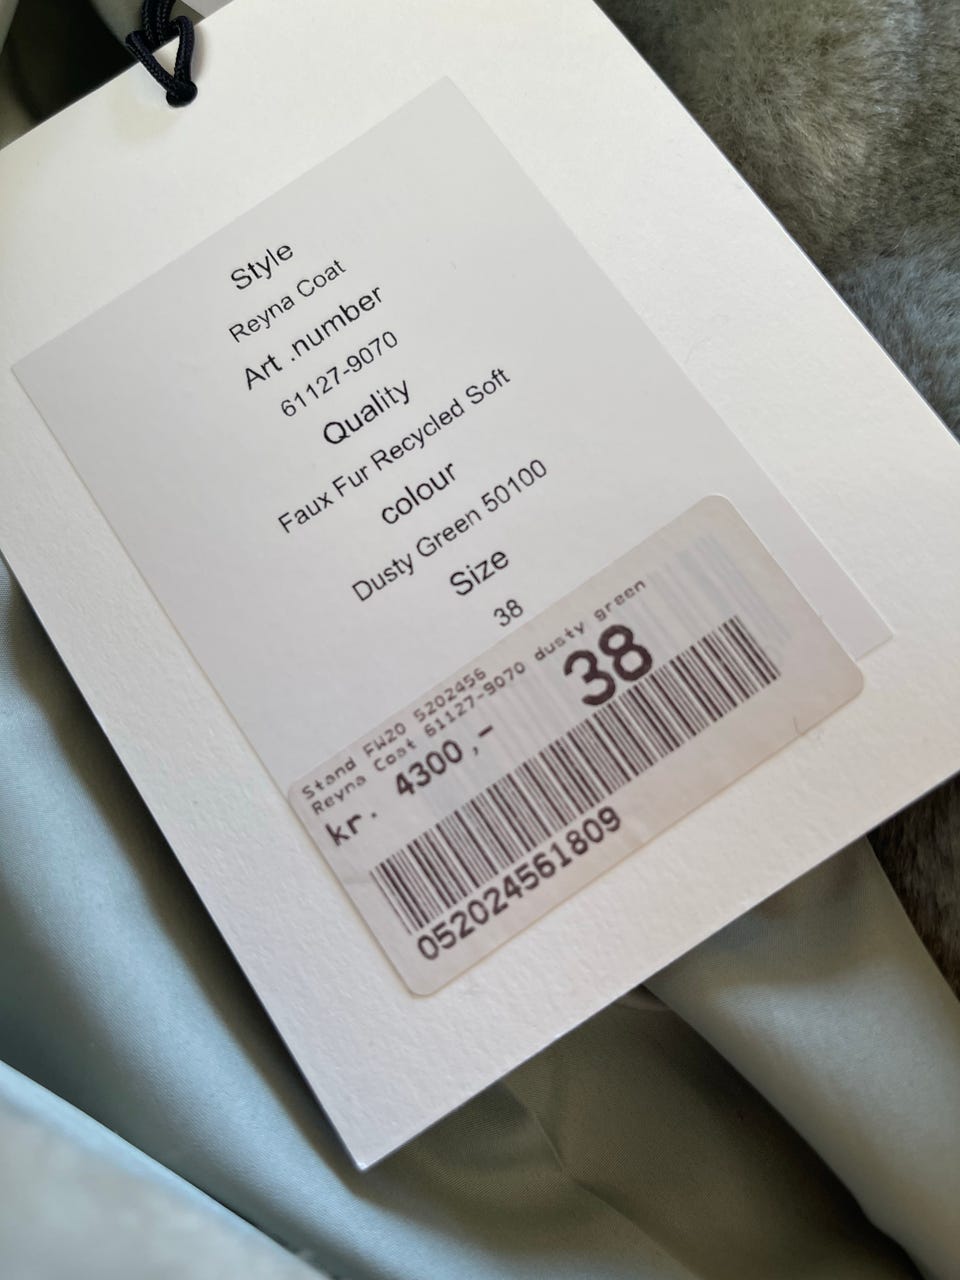 Style
Reyna Coat
Art .number
61127-9070
Quality
Faux Fur Recycled Soft
colour
Dusty Green 50100
Size
38
Stand FW20 5202456
Reyna Coat 61127-9070 dusty green
kr. 4300,-
38
052024561809